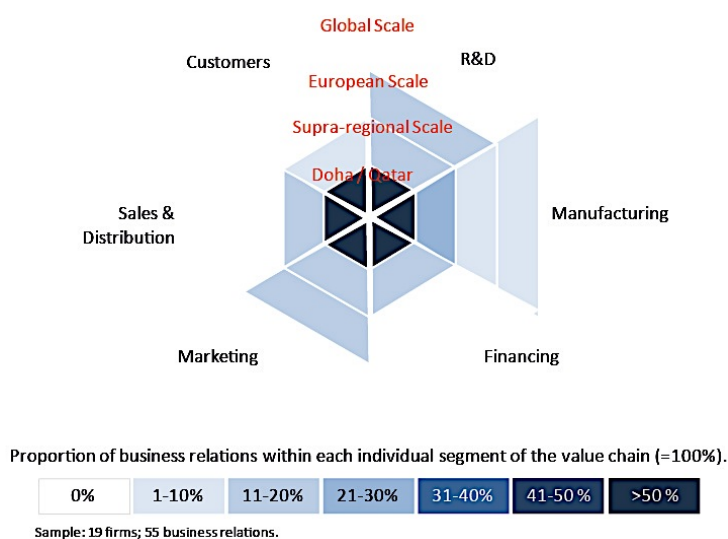 Global Scale
Customers
R&D
European Scale
Supra-regional Scale
Doha / Qatar
Sales &
Distribution
Manufacturing
Marketing
Financing
Proportion of business relations within each individual segment of the value chain (=100%).
0%
1-10%
11-20%
21-30%
31-40%
41-50 %
>50 %
Sample: 19 firms; 55 business relations.